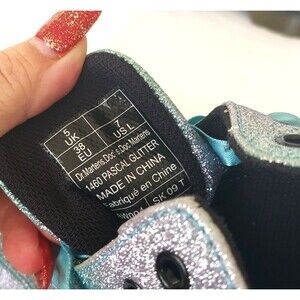 5 UK
38 EU
7 US L
Dr.Martens,Doc's,Doc.Martens
1460 PASCAL GLITTER
MADE IN CHINA
Fabriqué en Chine
SK 09 T